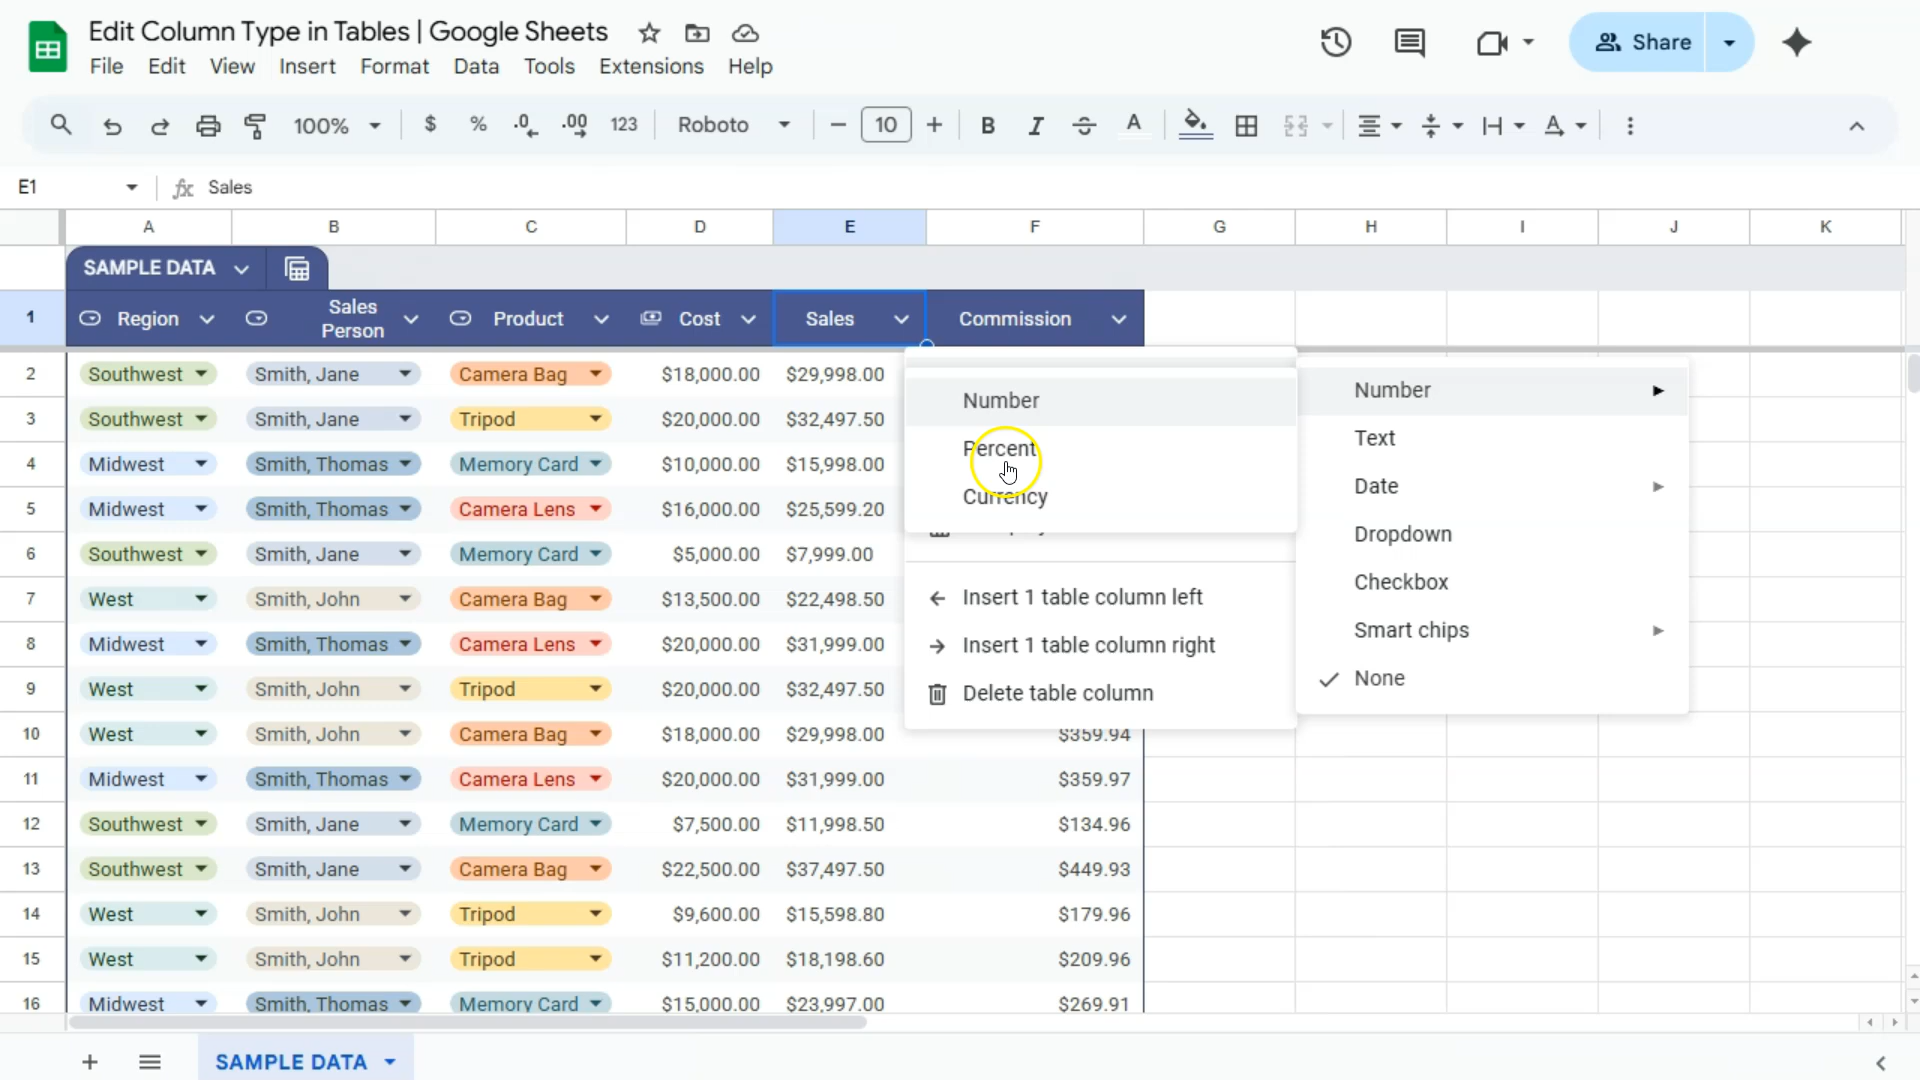 Edit Column Type in Tables | Google Sheets
File Edit View Insert Format Data Tools Extensions Help
Share
100% $ % .0 .00 123 Roboto 10 B I A
E1 fx Sales
A B C D E F G H I J K
SAMPLE DATA
1 Region Sales Person Product Cost Sales Commission
2 Southwest Smith, Jane Camera Bag $18,000.00 $29,998.00
3 Southwest Smith, Jane Tripod $20,000.00 $32,497.50
4 Midwest Smith, Thomas Memory Card $10,000.00 $15,998.00
5 Midwest Smith, Thomas Camera Lens $16,000.00 $25,599.20
6 Southwest Smith, Jane Memory Card $5,000.00 $7,999.00
7 West Smith, John Camera Bag $13,500.00 $22,498.50
8 Midwest Smith, Thomas Camera Lens $20,000.00 $31,999.00
9 West Smith, John Tripod $20,000.00 $32,497.50
10 West Smith, John Camera Bag $18,000.00 $29,998.00 $359.94
11 Midwest Smith, Thomas Camera Lens $20,000.00 $31,999.00 $359.97
12 Southwest Smith, Jane Memory Card $7,500.00 $11,998.50 $134.96
13 Southwest Smith, Jane Camera Bag $22,500.00 $37,497.50 $449.93
14 West Smith, John Tripod $9,600.00 $15,598.80 $179.96
15 West Smith, John Tripod $11,200.00 $18,198.60 $209.96
16 Midwest Smith, Thomas Memory Card $15,000.00 $23,997.00 $269.91
Number
Percent
Currency
Insert 1 table column left
Insert 1 table column right
Delete table column
Number
Text
Date
Dropdown
Checkbox
Smart chips
None
SAMPLE DATA